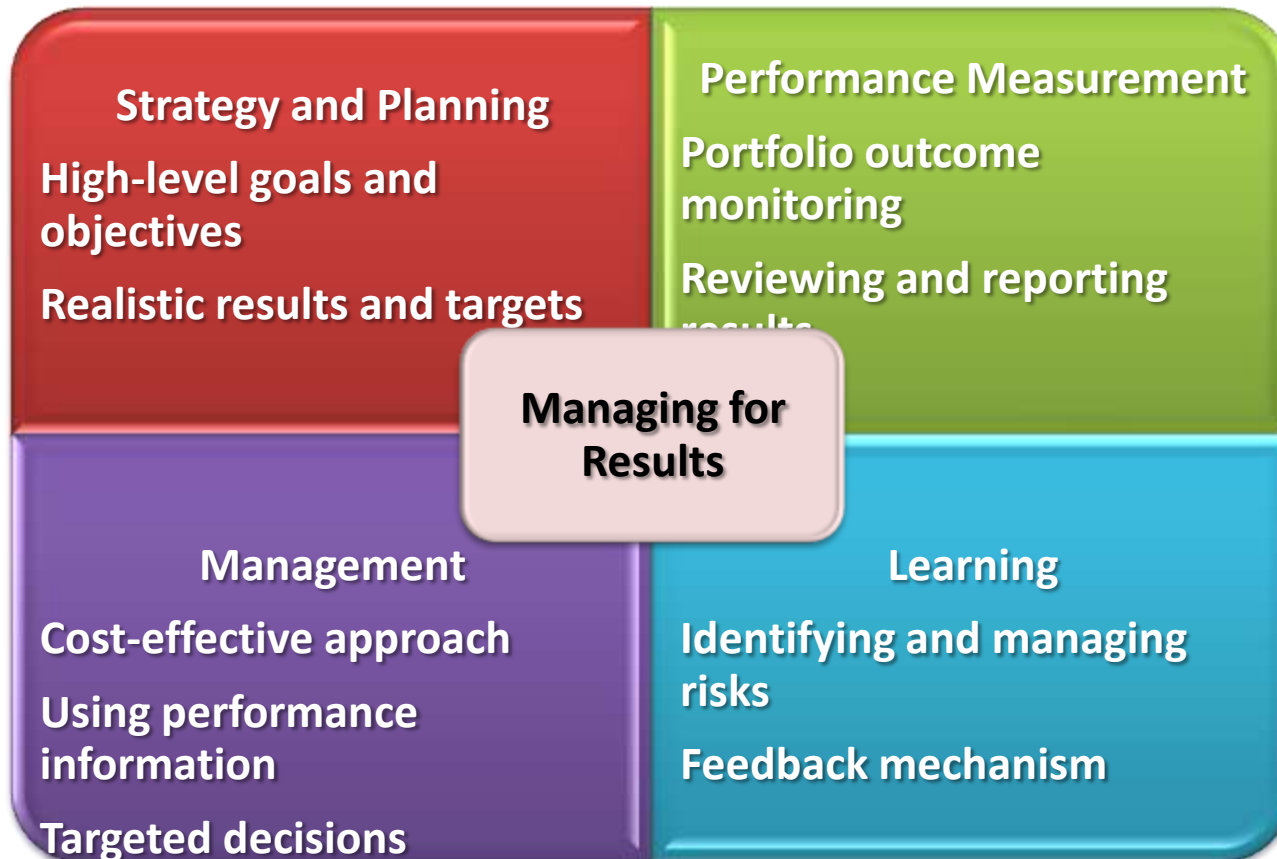 Strategy and Planning
High-level goals and
objectives
Realistic results and targets
Performance Measurement
Portfolio outcome
monitoring
Reviewing and reporting
results
Managing for
Results
Management
Cost-effective approach
Using performance
information
Targeted decisions
Learning
Identifying and managing
risks
Feedback mechanism